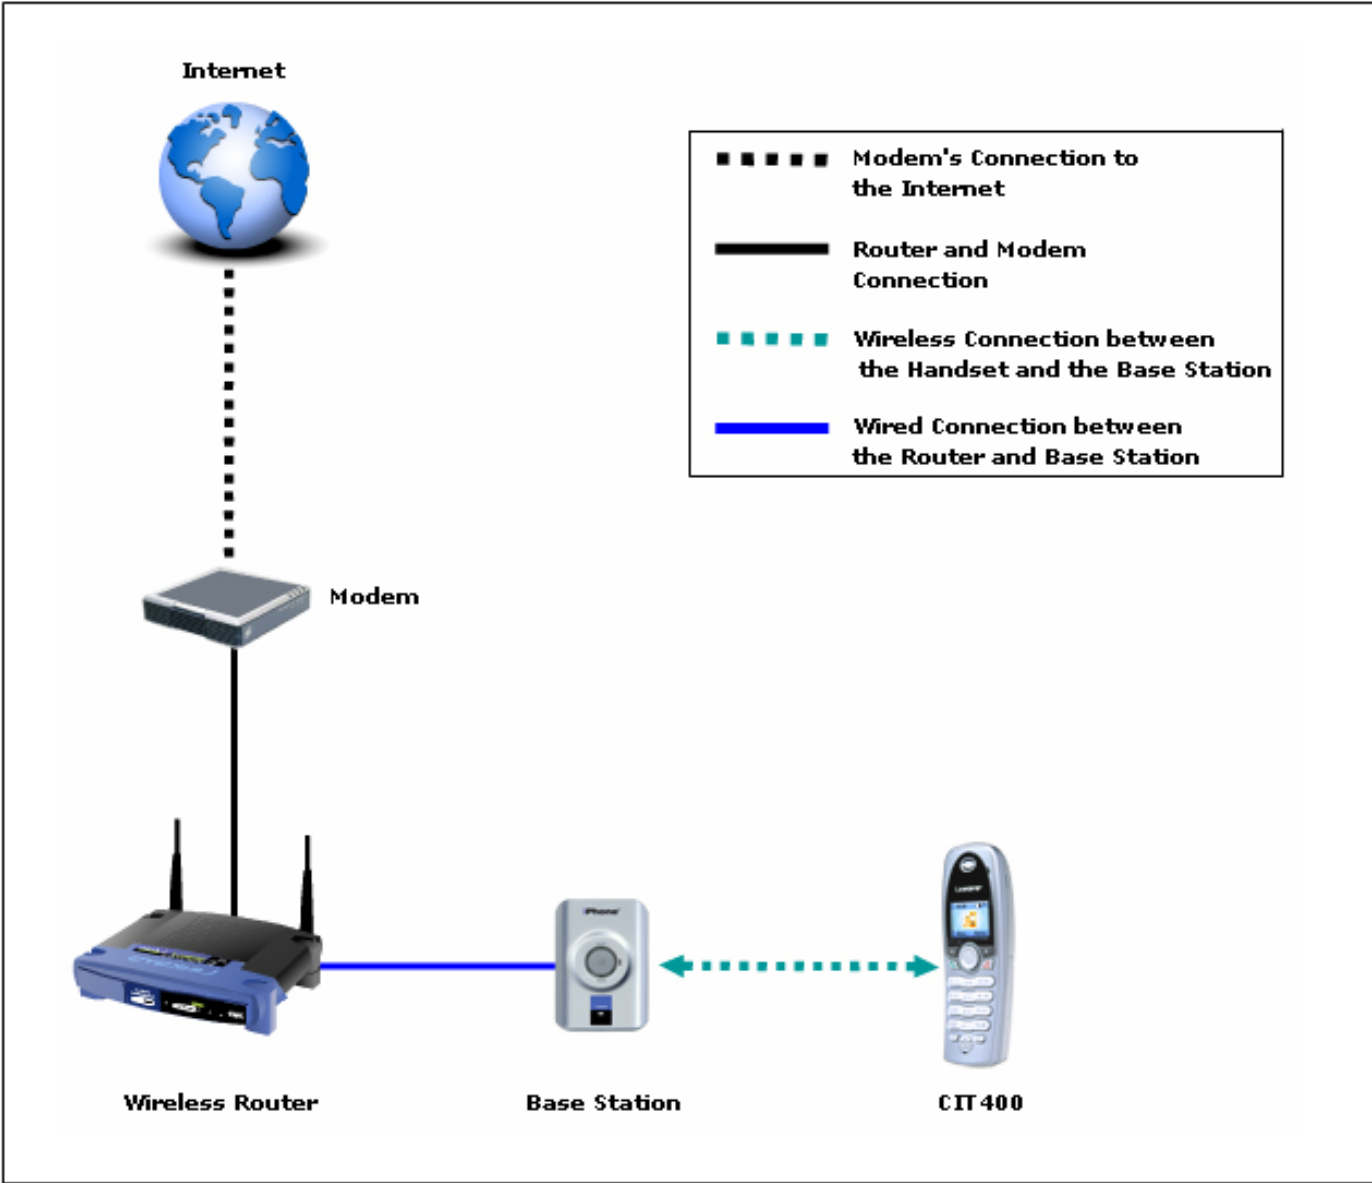 Internet
Modem's Connection to
the Internet
Router and Modem
Connection
Wireless Connection between
the Handset and the Base Station
Wired Connection between
the Router and Base Station
Modem
iPhone
Wireless Router
Base Station
CIT400